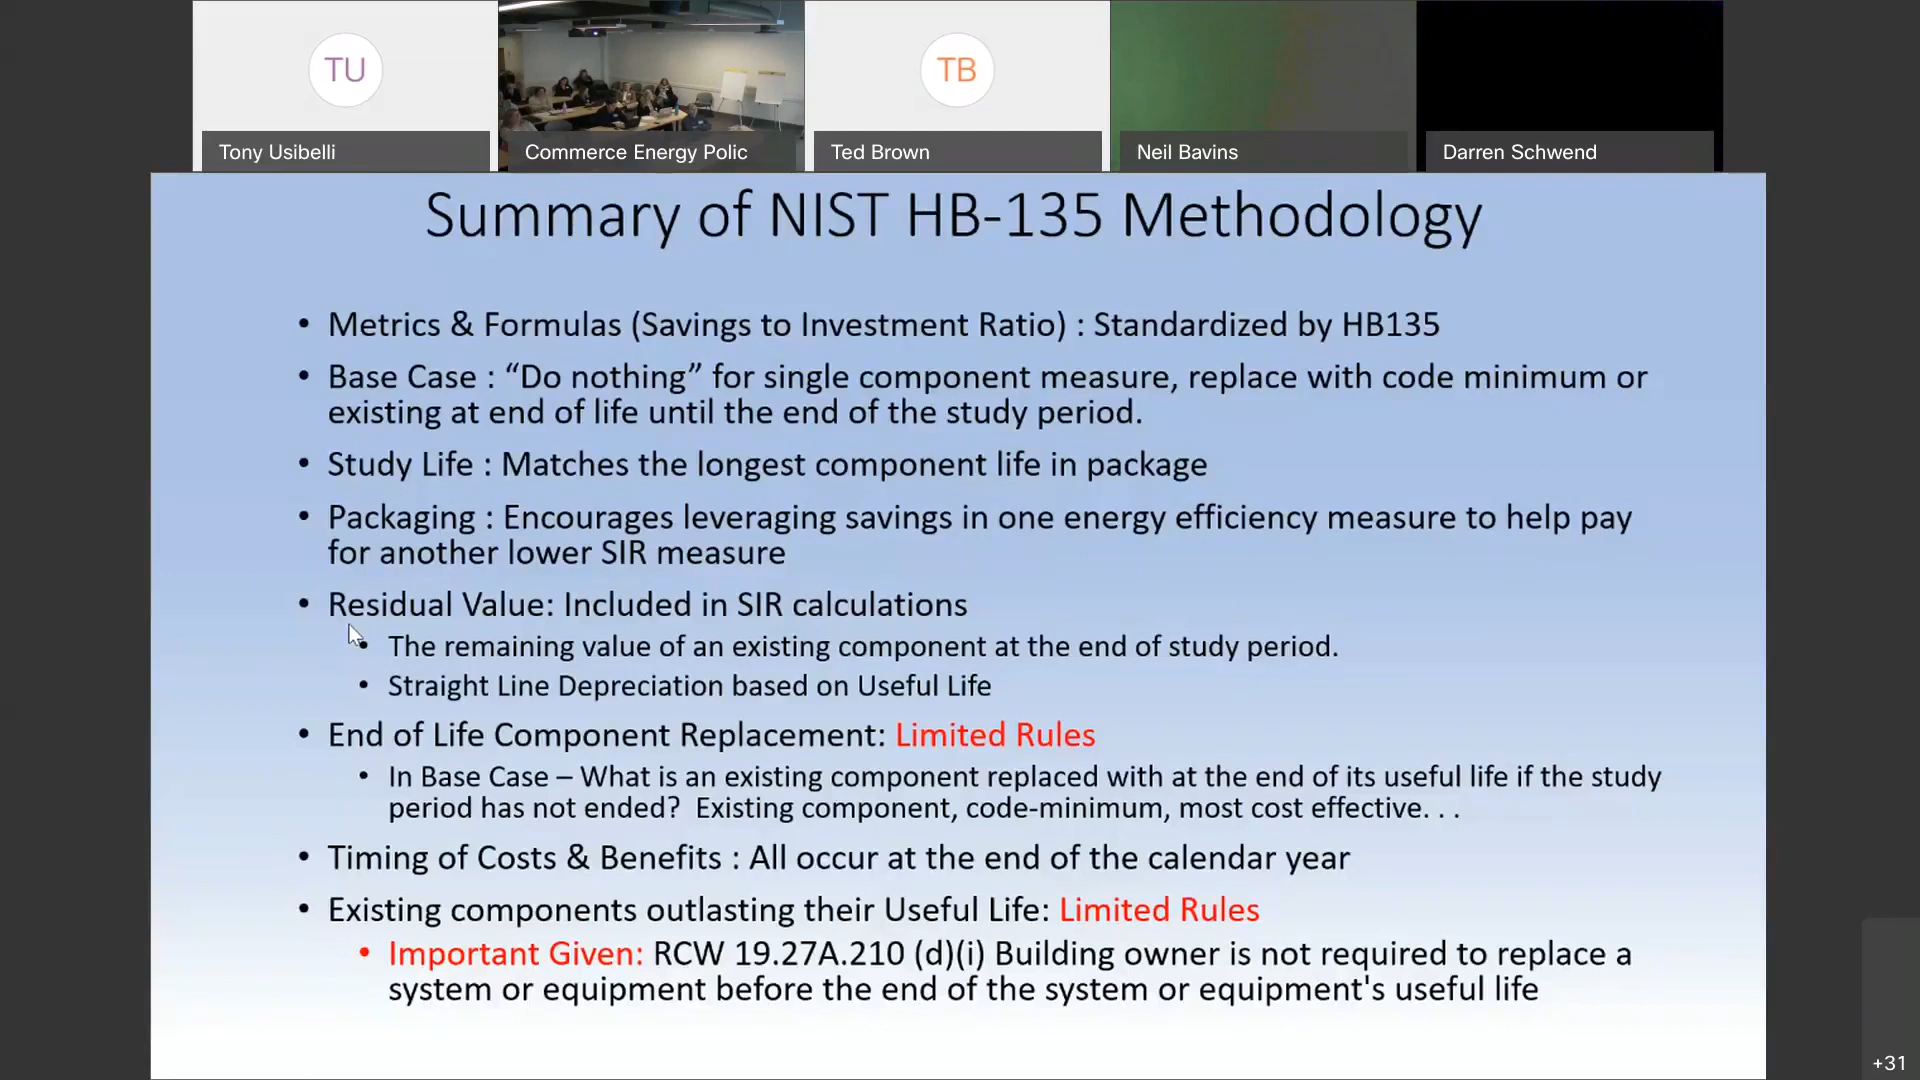 TU
TB
Tony Usibelli
Commerce Energy Polic
Ted Brown
Neil Bavins
Darren Schwend
Summary of NIST HB-135 Methodology
• Metrics & Formulas (Savings to Investment Ratio) : Standardized by HB135
• Base Case : “Do nothing” for single component measure, replace with code minimum or
existing at end of life until the end of the study period.
• Study Life : Matches the longest component life in package
• Packaging : Encourages leveraging savings in one energy efficiency measure to help pay
for another lower SIR measure
• Residual Value: Included in SIR calculations
• The remaining value of an existing component at the end of study period.
• Straight Line Depreciation based on Useful Life
• End of Life Component Replacement: Limited Rules
• In Base Case – What is an existing component replaced with at the end of its useful life if the study
period has not ended?  Existing component, code-minimum, most cost effective. . .
• Timing of Costs & Benefits : All occur at the end of the calendar year
• Existing components outlasting their Useful Life: Limited Rules
• Important Given: RCW 19.27A.210 (d)(i) Building owner is not required to replace a
system or equipment before the end of the system or equipment's useful life
+31